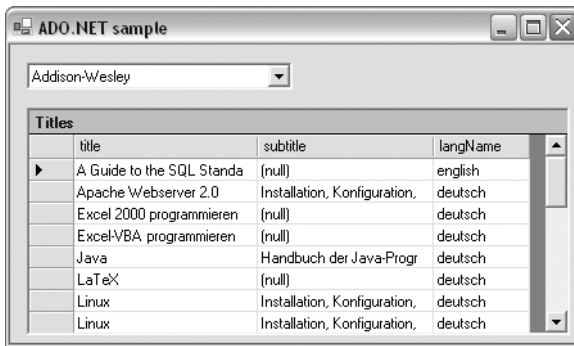 ADO.NET sample
Addison-Wesley
Titles
title subtitle langName
A Guide to the SQL Standa (null) english
Apache Webserver 2.0 Installation, Konfiguration, deutsch
Excel 2000 programmieren (null) deutsch
Excel-VBA programmieren (null) deutsch
Java Handbuch der Java-Progr deutsch
LaTeX (null) deutsch
Linux Installation, Konfiguration, deutsch
Linux Installation, Konfiguration, deutsch